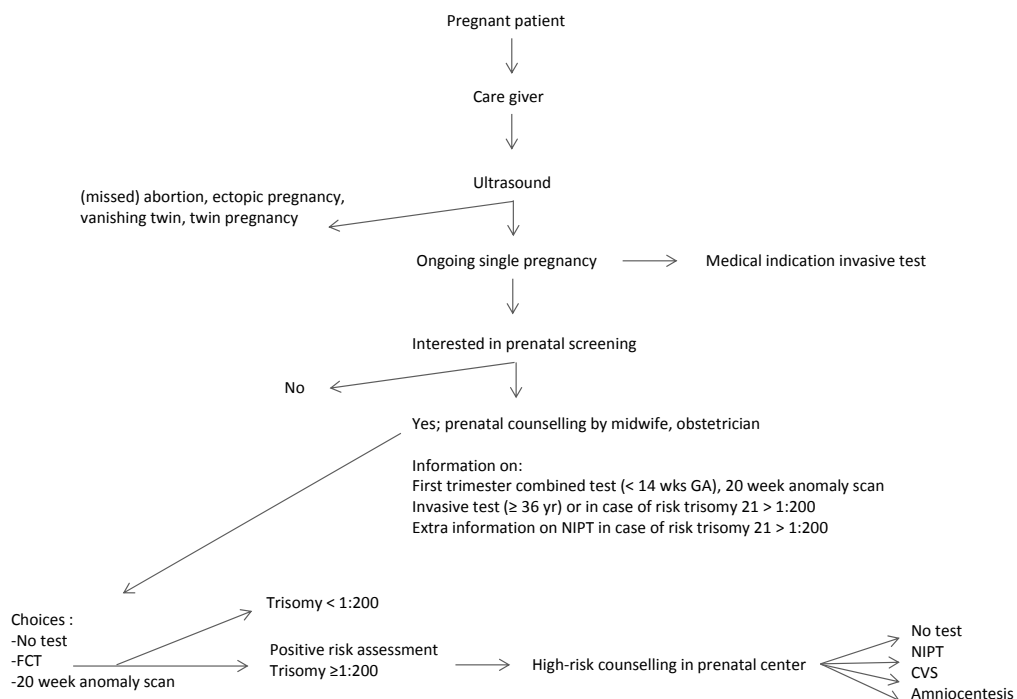 Pregnant patient
Care giver
Ultrasound
(missed) abortion, ectopic pregnancy,
vanishing twin, twin pregnancy
Ongoing single pregnancy
Medical indication invasive test
Interested in prenatal screening
No
Yes; prenatal counselling by midwife, obstetrician
Information on:
First trimester combined test (< 14 wks GA), 20 week anomaly scan
Invasive test (≥ 36 yr) or in case of risk trisomy 21 > 1:200
Extra information on NIPT in case of risk trisomy 21 > 1:200
Choices :
-No test
-FCT
-20 week anomaly scan
Trisomy < 1:200
Positive risk assessment
Trisomy ≥1:200
High-risk counselling in prenatal center
No test
NIPT
CVS
Amniocentesis